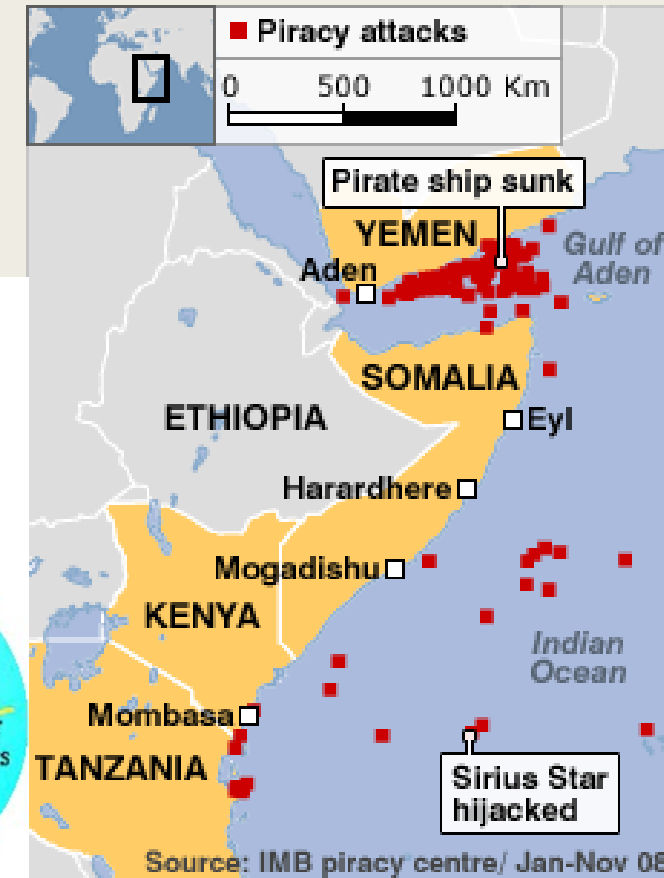 Piracy attacks
0 500 1000 Km
Pirate ship sunk
YEMEN
Gulf of
Aden
Aden
SOMALIA
ETHIOPIA
Eyl
Harardhere
Mogadishu
KENYA
Indian
Ocean
Mombasa
TANZANIA
Sirius Star
hijacked
Source: IMB piracy centre/ Jan-Nov 08